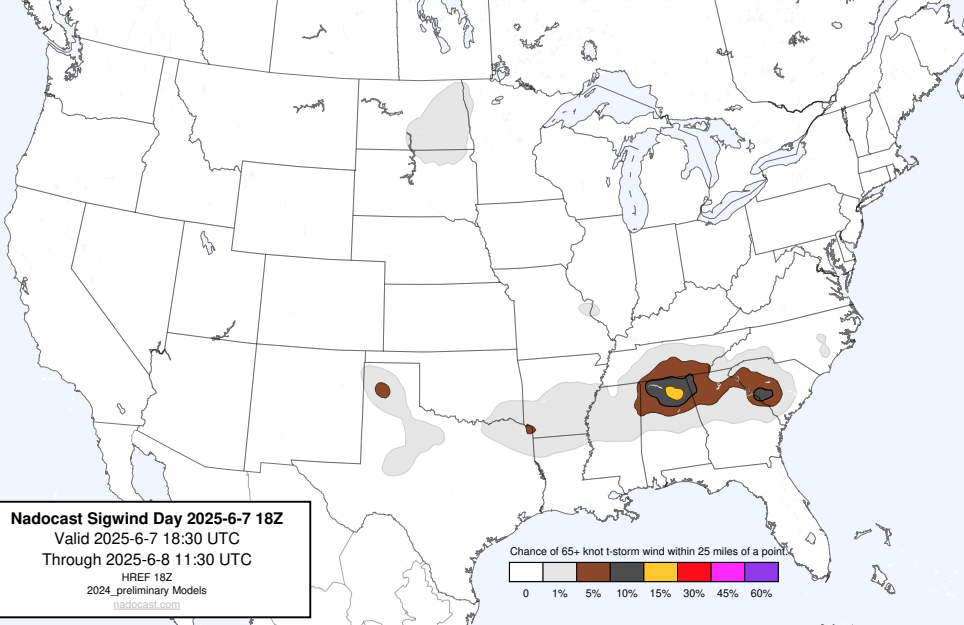 Nadocast Sigwind Day 2025-6-7 18Z
Valid 2025-6-7 18:30 UTC
Through 2025-6-8 11:30 UTC
HREF 18Z
2024_preliminary Models
nadocast.com
Chance of 65+ knot t-storm wind within 25 miles of a point.
0 1% 5% 10% 15% 30% 45% 60%